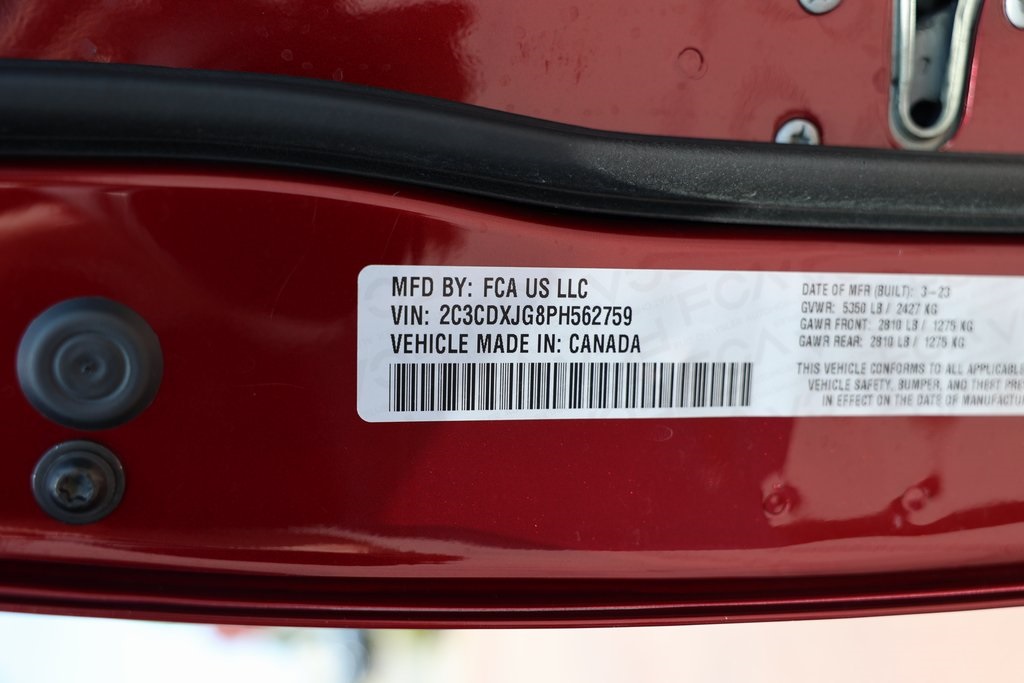 MFD BY: FCA US LLC
VIN: 2C3CDXJG8PH562759
VEHICLE MADE IN: CANADA
DATE OF MFR (BUILT): 3-23
GVWR: 5350 LB / 2427 KG
GAWR FRONT: 2810 LB / 1275 KG
GAWR REAR: 2810 LB / 1275 KG
THIS VEHICLE CONFORMS TO ALL APPLICABLE
VEHICLE SAFETY, BUMPER, AND THEFT PRE
IN EFFECT ON THE DATE OF MANUFACTU